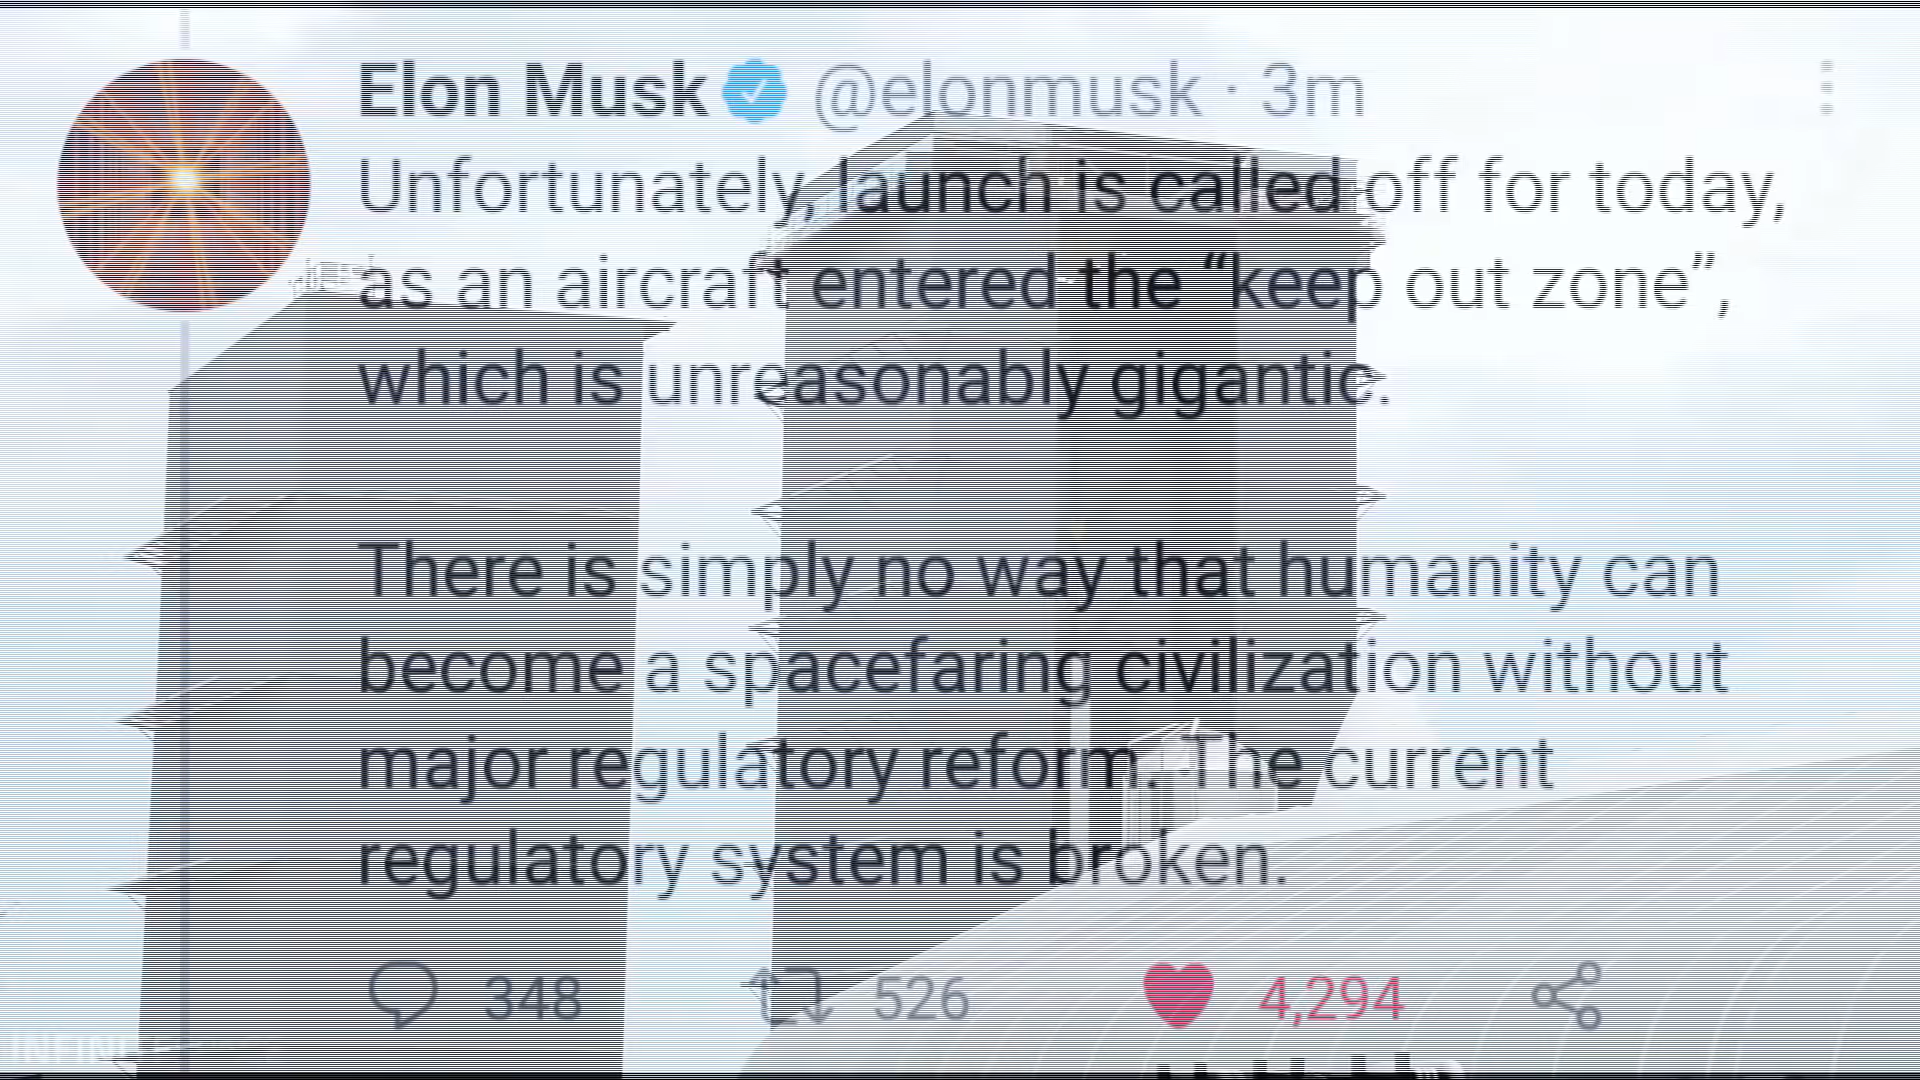 Elon Musk @elonmusk · 3m
Unfortunately, launch is called off for today,
as an aircraft entered the “keep out zone”,
which is unreasonably gigantic.
There is simply no way that humanity can
become a spacefaring civilization without
major regulatory reform. The current
regulatory system is broken.
348 526 4,294